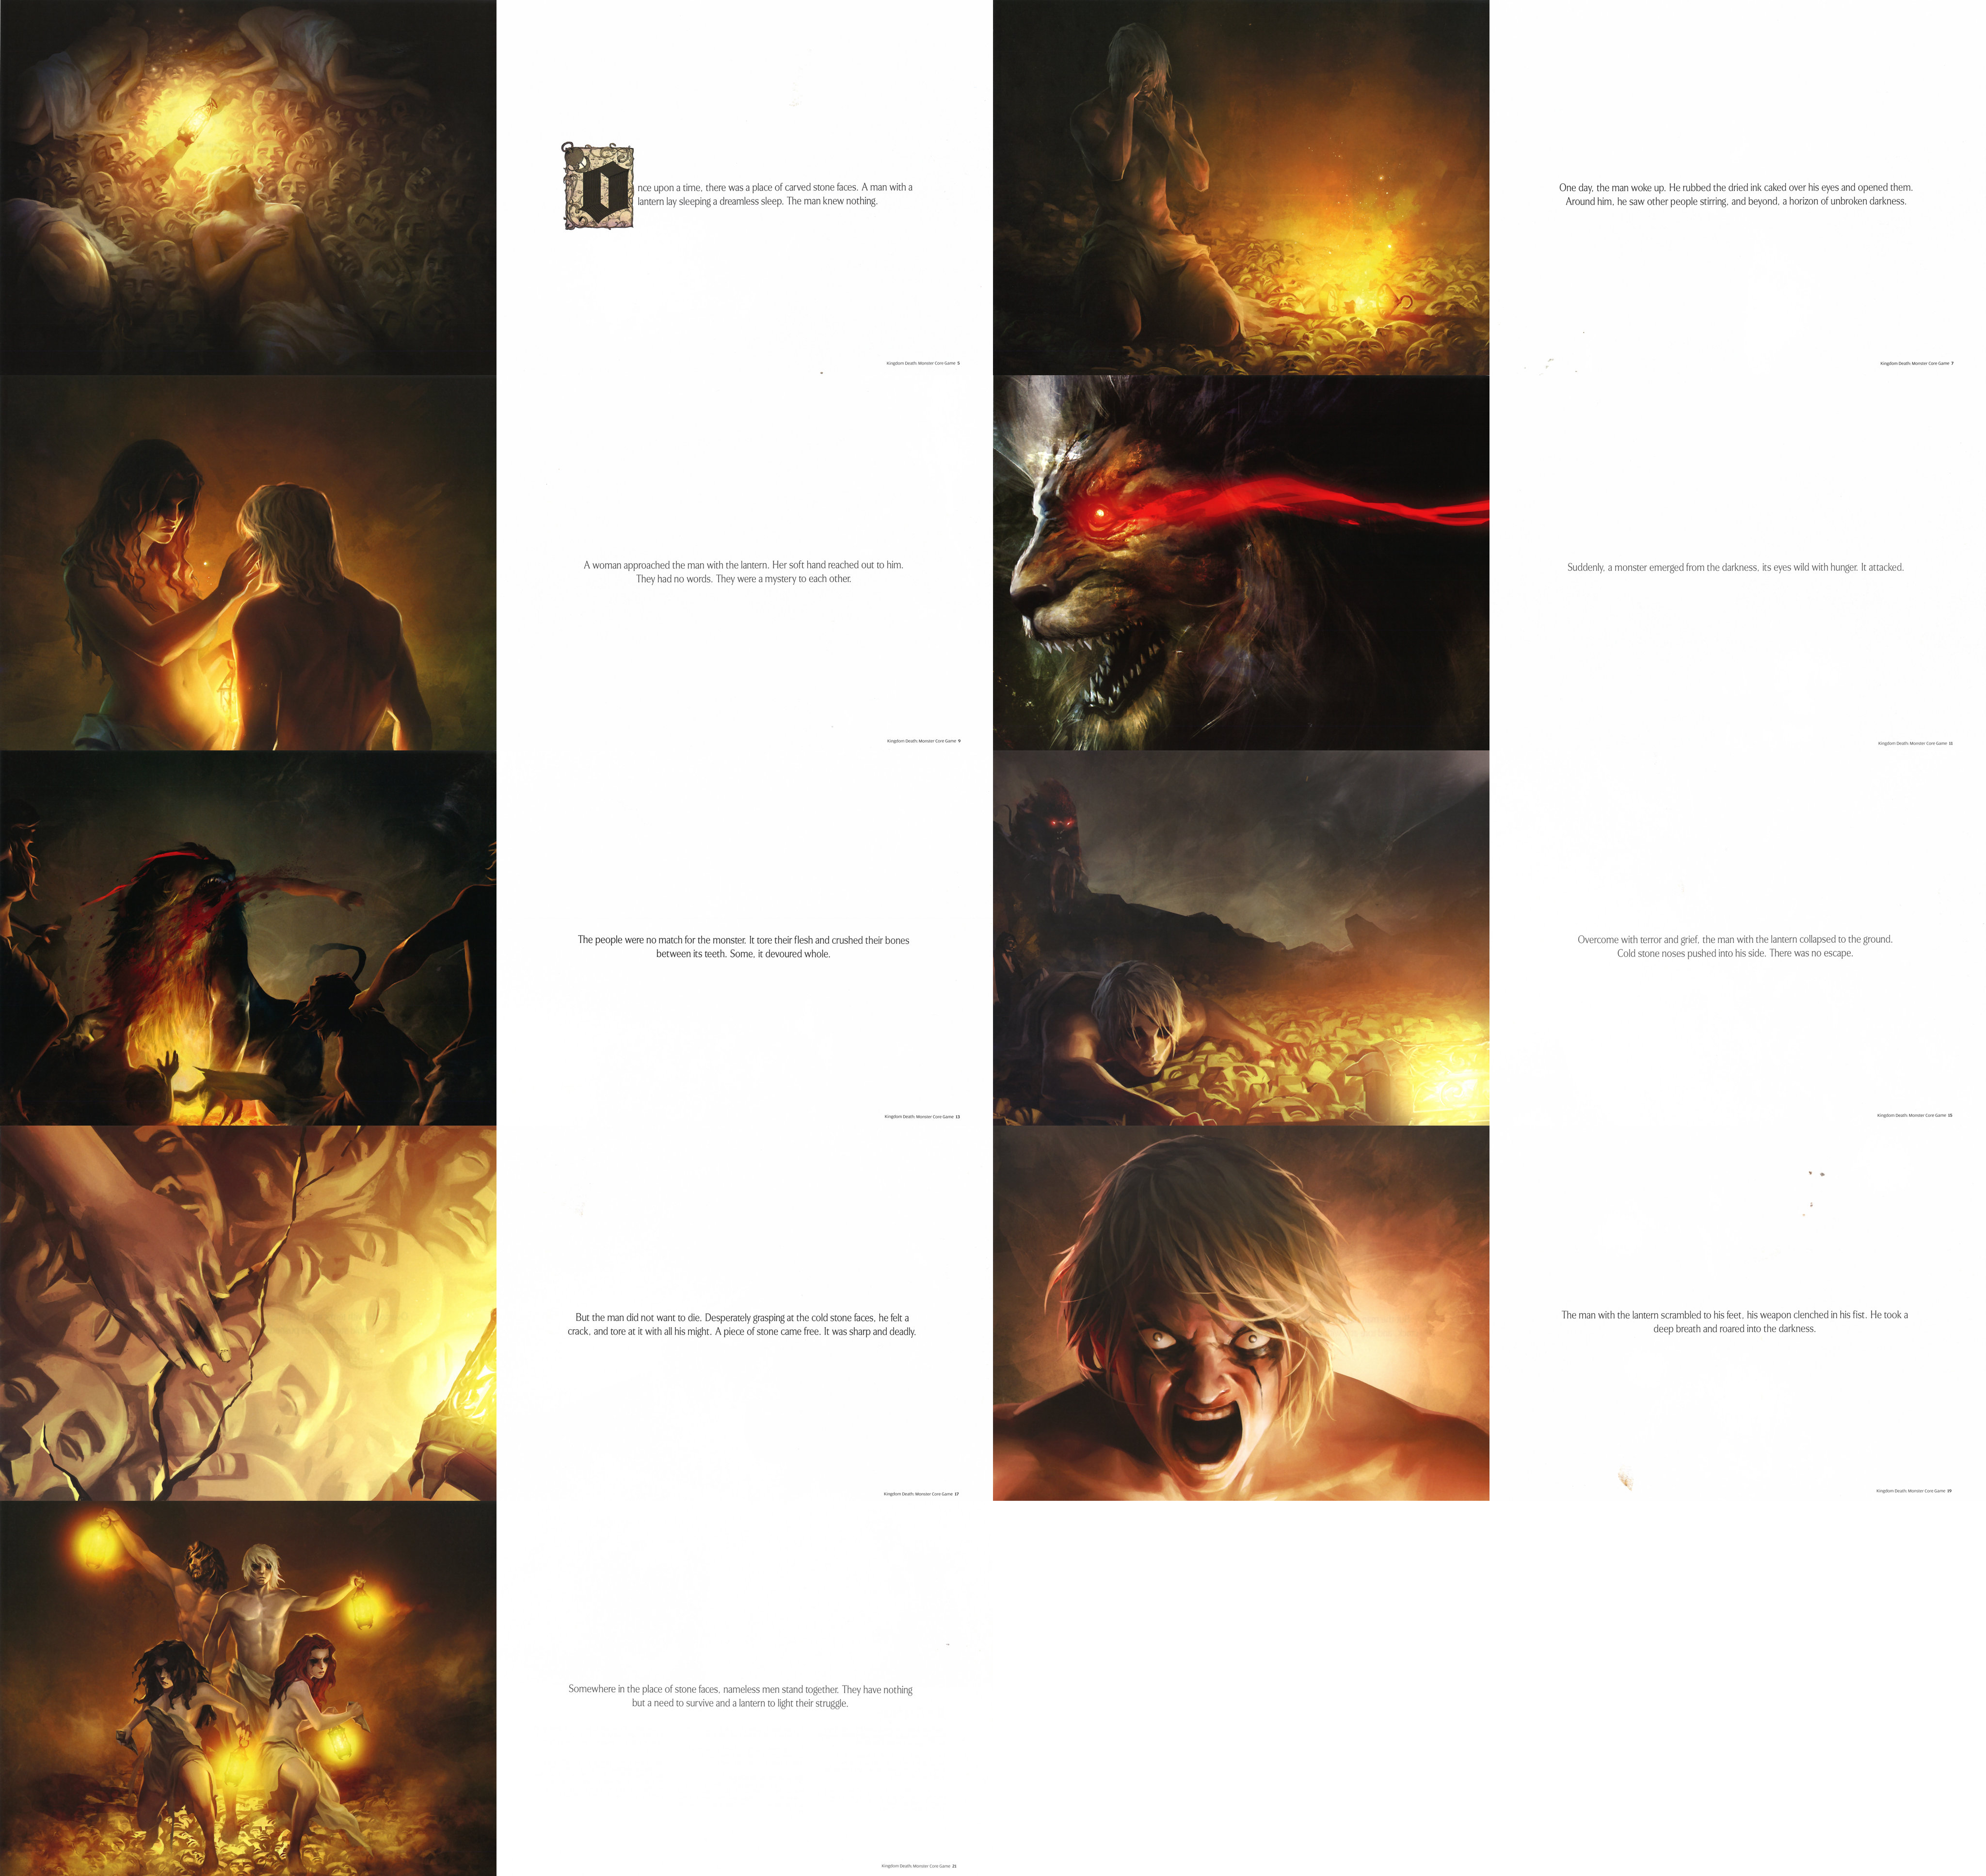 Once upon a time, there was a place of carved stone faces. A man with a
lantern lay sleeping a dreamless sleep. The man knew nothing.
Kingdom Death: Monster Core Game 5
One day, the man woke up. He rubbed the dried ink caked over his eyes and opened them.
Around him, he saw other people stirring, and beyond, a horizon of unbroken darkness.
Kingdom Death: Monster Core Game 7
A woman approached the man with the lantern. Her soft hand reached out to him.
They had no words. They were a mystery to each other.
Kingdom Death: Monster Core Game 9
Suddenly, a monster emerged from the darkness, its eyes wild with hunger. It attacked.
Kingdom Death: Monster Core Game 11
The people were no match for the monster. It tore their flesh and crushed their bones
between its teeth. Some, it devoured whole.
Kingdom Death: Monster Core Game 13
Overcome with terror and grief, the man with the lantern collapsed to the ground.
Cold stone noses pushed into his side. There was no escape.
Kingdom Death: Monster Core Game 15
But the man did not want to die. Desperately grasping at the cold stone faces, he felt a
crack, and tore at it with all his might. A piece of stone came free. It was sharp and deadly.
Kingdom Death: Monster Core Game 17
The man with the lantern scrambled to his feet, his weapon clenched in his fist. He took a
deep breath and roared into the darkness.
Kingdom Death: Monster Core Game 19
Somewhere in the place of stone faces, nameless men stand together. They have nothing
but a need to survive and a lantern to light their struggle.
Kingdom Death: Monster Core Game 21